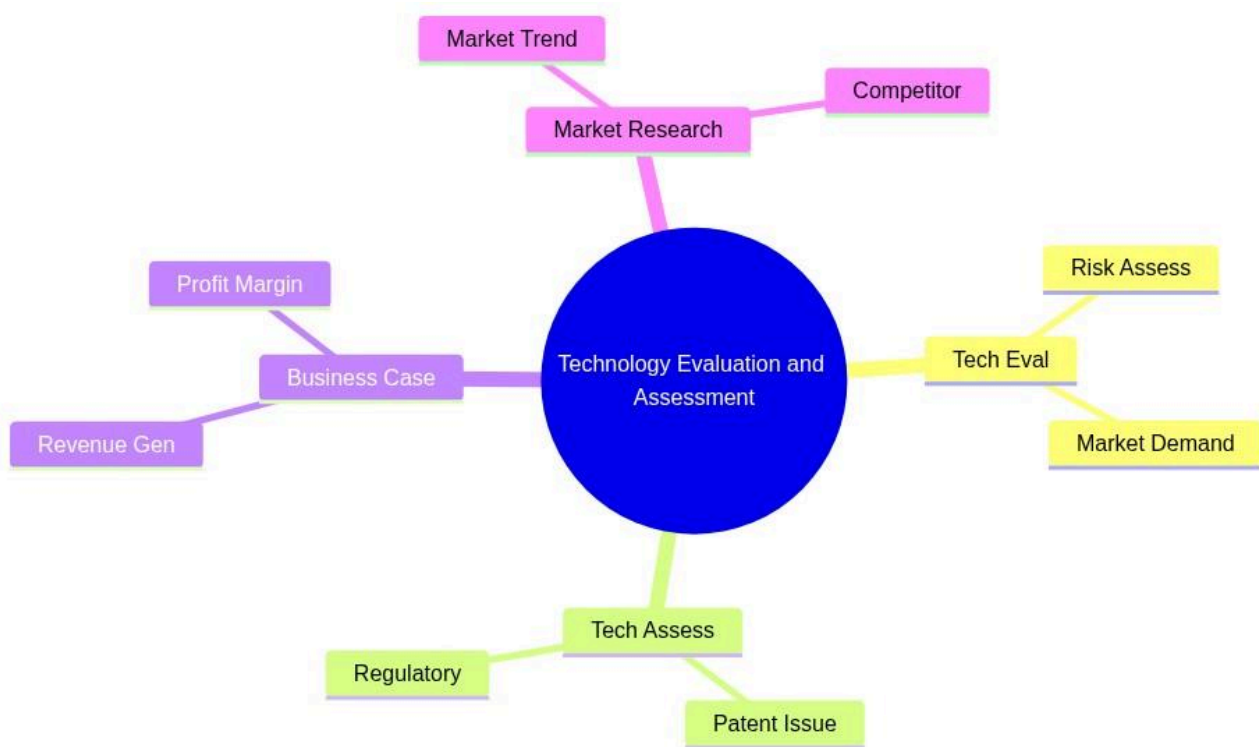 Market Trend
Competitor
Market Research
Risk Assess
Profit Margin
Tech Eval
Technology Evaluation and
Assessment
Business Case
Revenue Gen
Market Demand
Tech Assess
Regulatory
Patent Issue